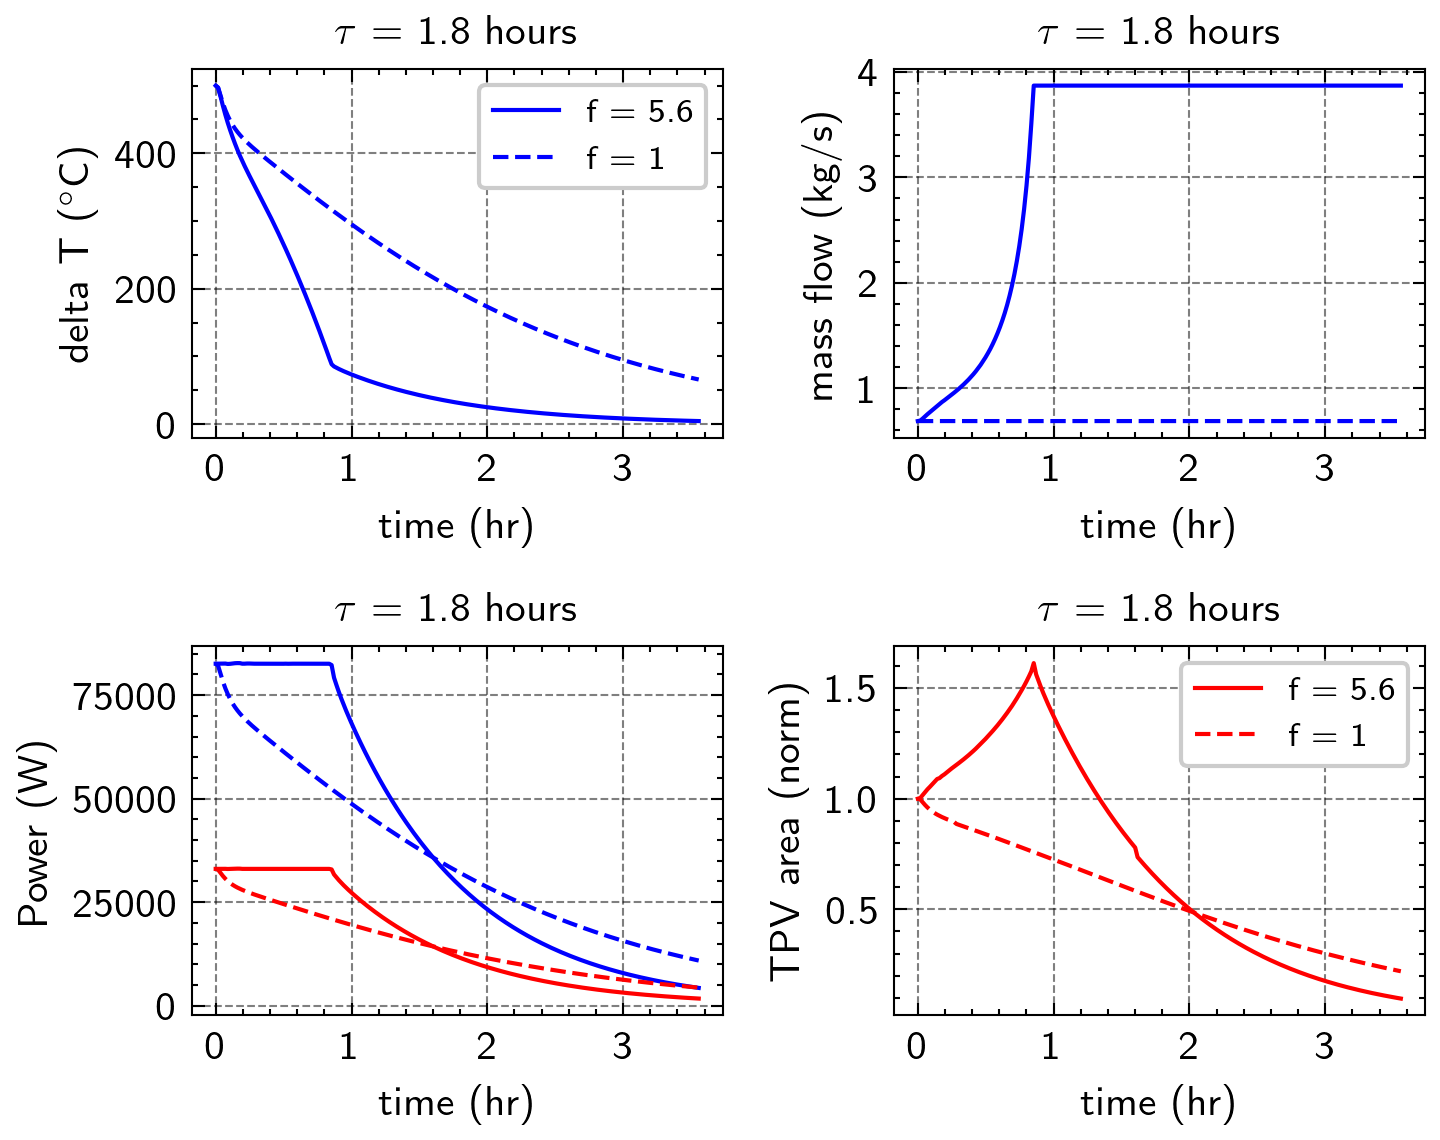 τ = 1.8 hours
delta T (°C)
400
200
0
f = 5.6
f = 1
0 1 2 3
time (hr)
τ = 1.8 hours
mass flow (kg/s)
4
3
2
1
0 1 2 3
time (hr)
τ = 1.8 hours
Power (W)
75000
50000
25000
0
0 1 2 3
time (hr)
τ = 1.8 hours
TPV area (norm)
1.5
1.0
0.5
f = 5.6
f = 1
0 1 2 3
time (hr)